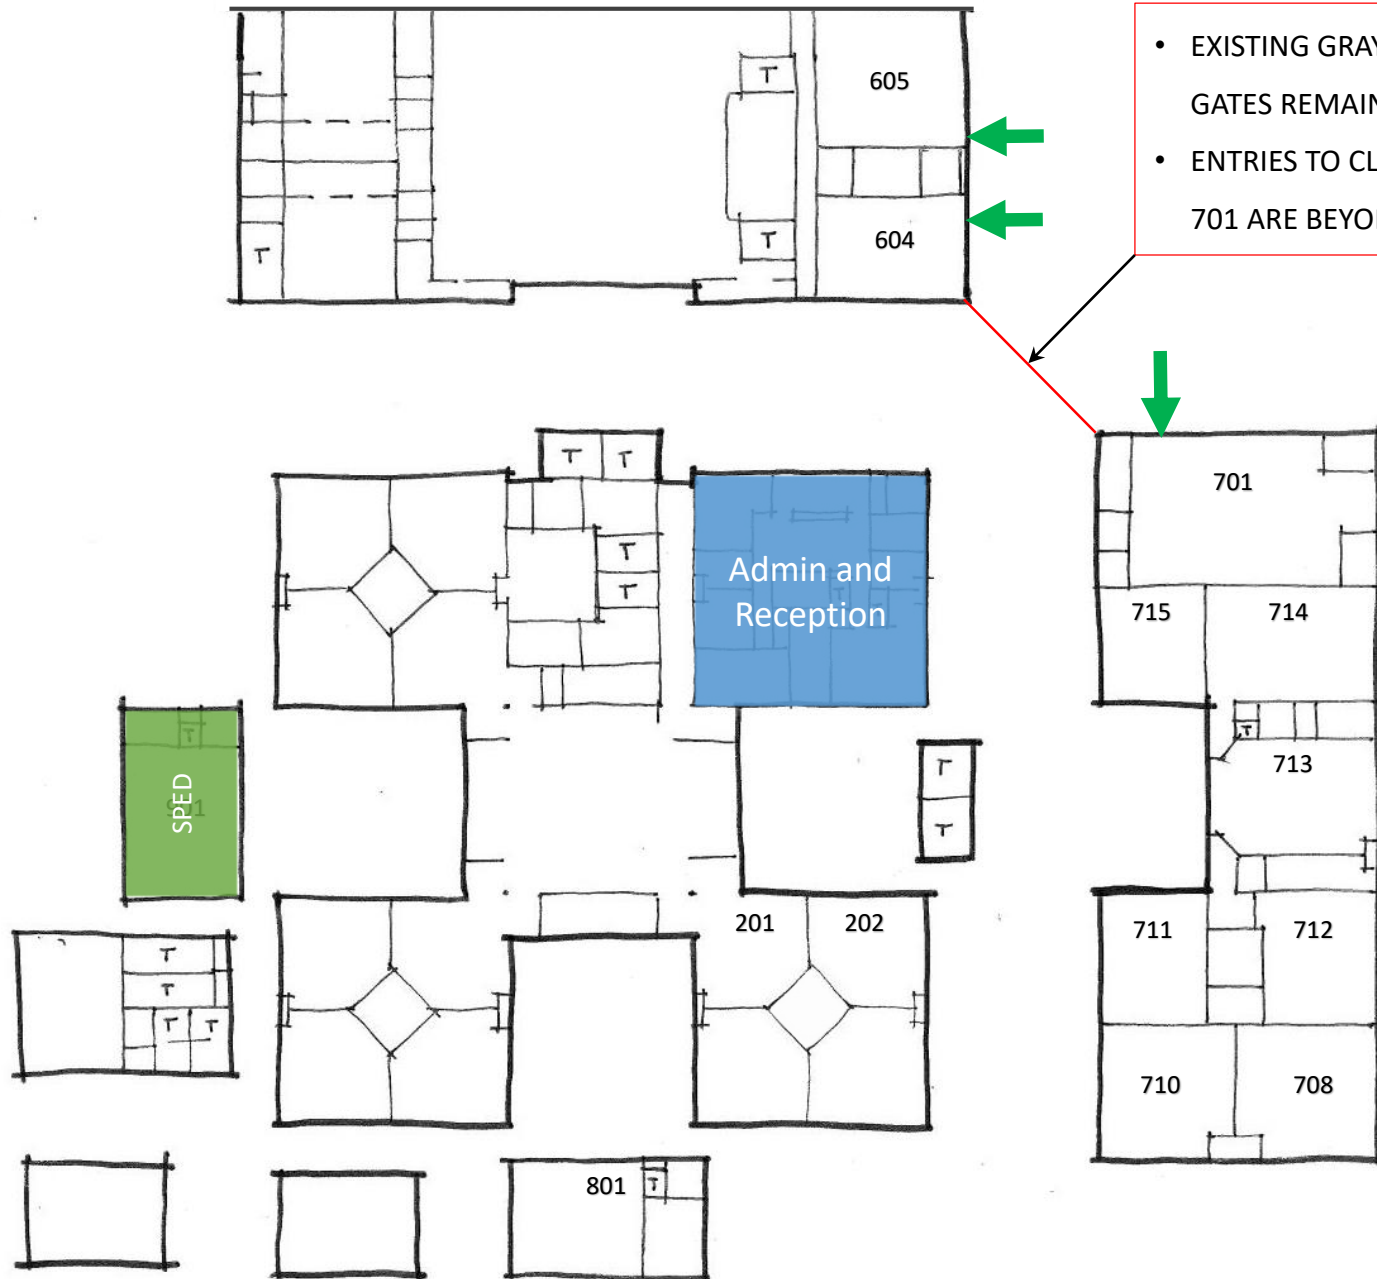 • EXISTING GRAY
GATES REMAIN
• ENTRIES TO CL
701 ARE BEYO
T
605
T
604
T
T T
701
T
Admin and
Reception
T
T
715
714
T
T
713
SPED
901
T
T
201
202
711
712
T
T
T T
710
708
801
T